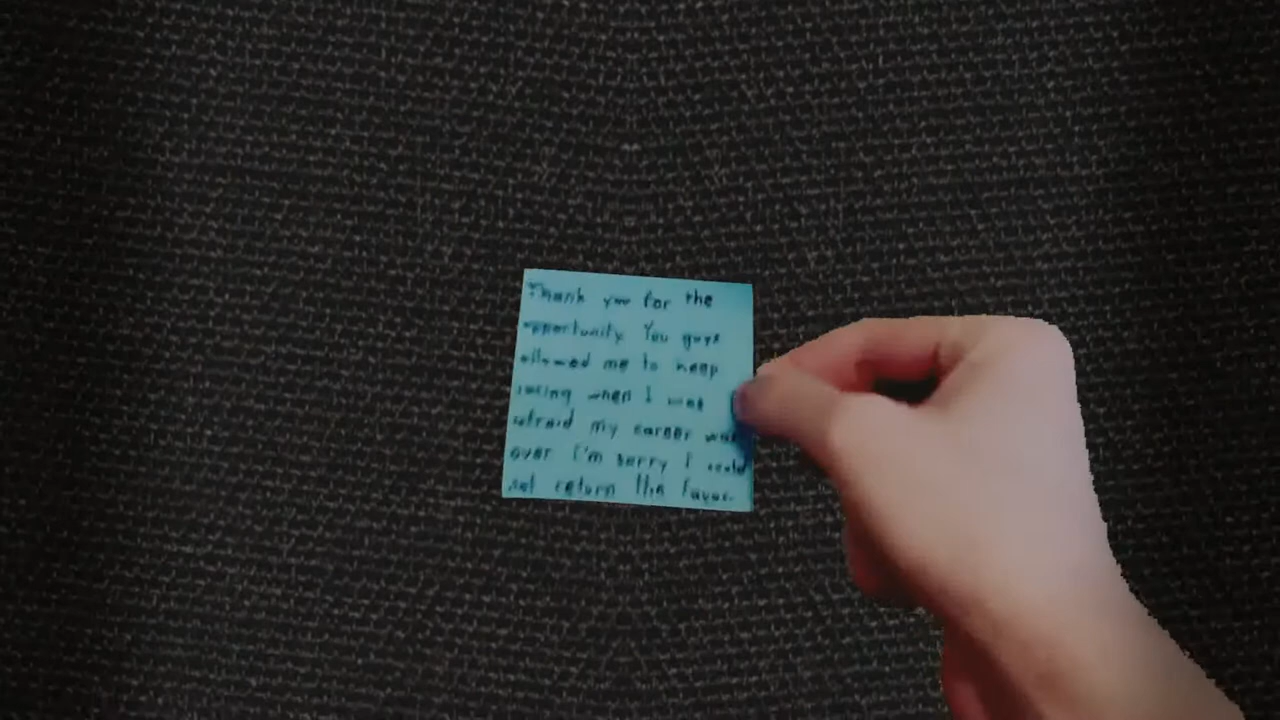 Thank you for the
opportunity. You guys
allowed me to keep
racing when I was
afraid my career was
over. I'm sorry I could
not return the favor.